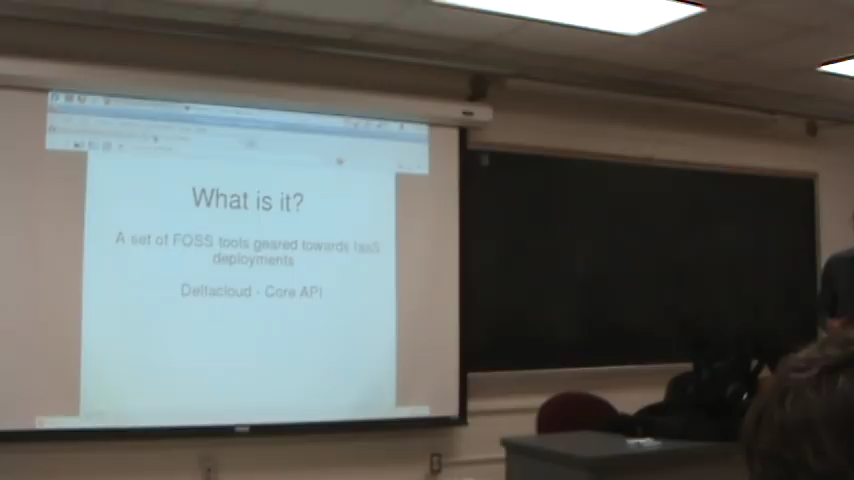 What is it?
A set of FOSS tools geared towards IaaS
deployments
Deltacloud - Core API